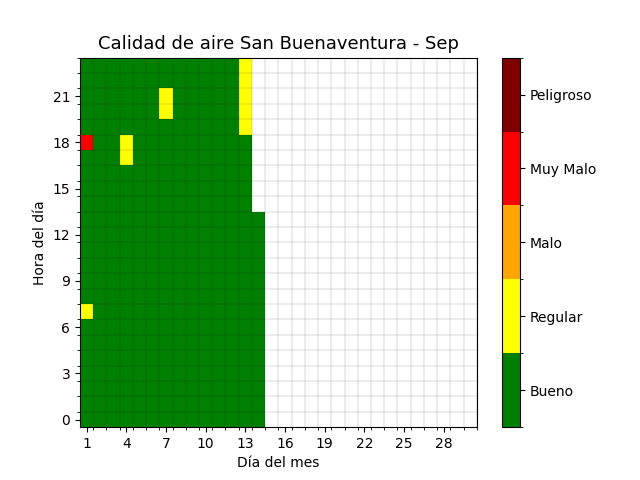 Calidad de aire San Buenaventura - Sep
Hora del día
21
18
15
12
9
6
3
0
1 4 7 10 13 16 19 22 25 28
Día del mes
Peligroso
Muy Malo
Malo
Regular
Bueno